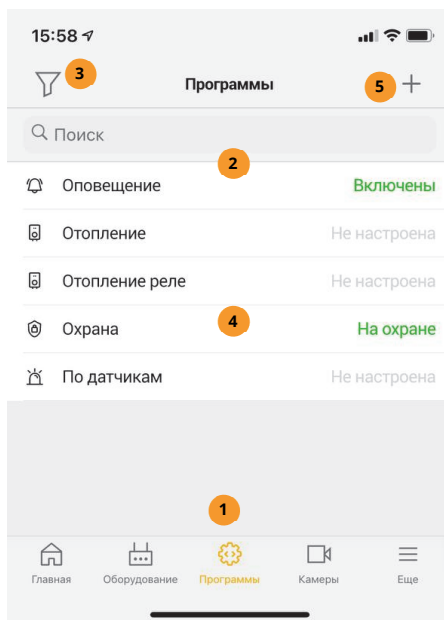 15:58
3
Программы
5
Поиск
2
Оповещение Включены
Отопление Не настроена
Отопление реле Не настроена
Охрана 4 На охране
По датчикам Не настроена
1
Главная Оборудование Программы Камеры Еще